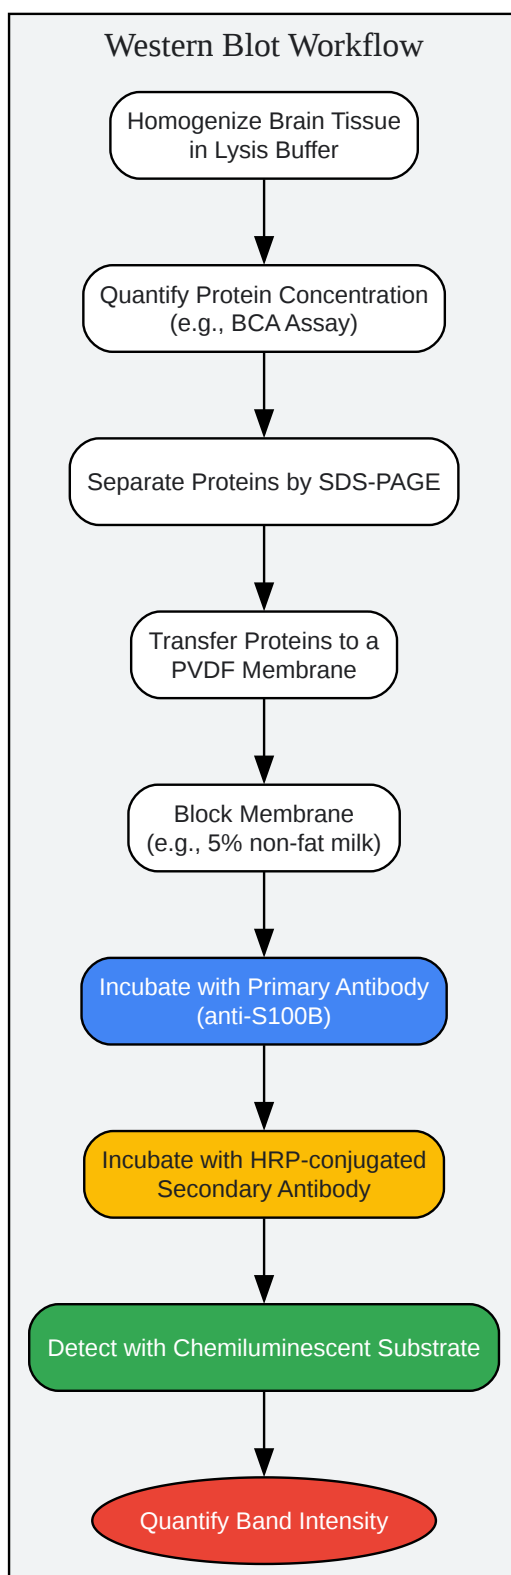 Western Blot Workflow
Homogenize Brain Tissue
in Lysis Buffer
Quantify Protein Concentration
(e.g., BCA Assay)
Separate Proteins by SDS-PAGE
Transfer Proteins to a
PVDF Membrane
Block Membrane
(e.g., 5% non-fat milk)
Incubate with Primary Antibody
(anti-S100B)
Incubate with HRP-conjugated
Secondary Antibody
Detect with Chemiluminescent Substrate
Quantify Band Intensity